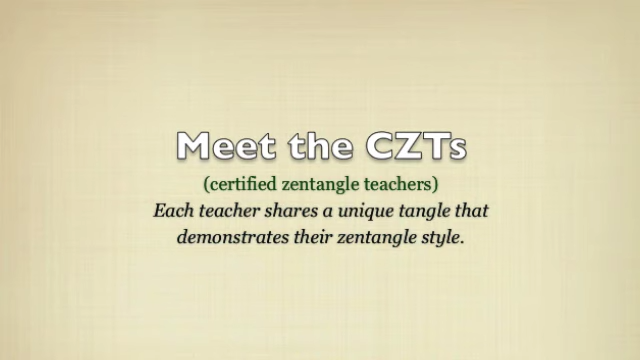 Meet the CZTs
(certified zentangle teachers)
Each teacher shares a unique tangle that
demonstrates their zentangle style.